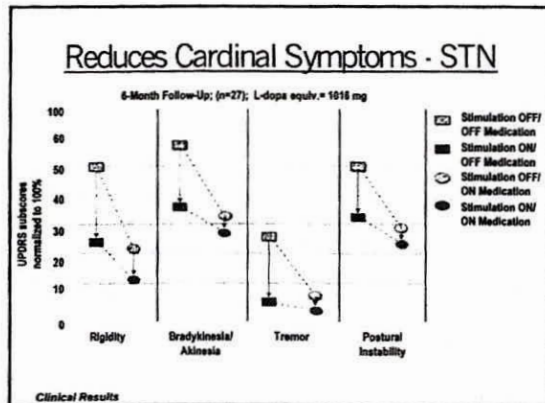 Reduces Cardinal Symptoms - STN
6-Month Follow-Up; (n=27); L-dopa equiv.= 1016 mg
UPDRS subscores
normalized to 100%
100
60
50
40
30
20
10
0
Rigidity
Bradykinesia/
Akinesia
Tremor
Postural
Instability
Stimulation OFF/
OFF Medication
Stimulation ON/
OFF Medication
Stimulation OFF/
ON Medication
Stimulation ON/
ON Medication
Clinical Results